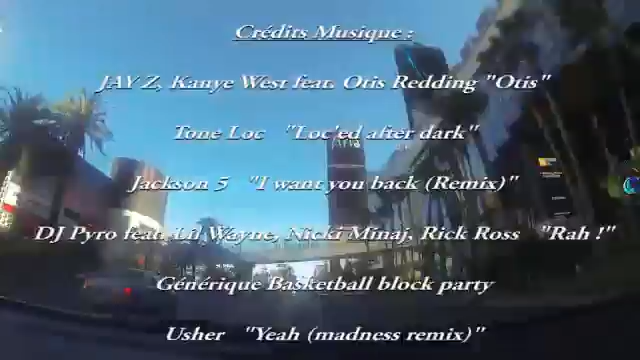 Crédits Musique :
JAY Z, Kanye West feat. Otis Redding "Otis"
Tone Loc "Loc'ed after dark"
Aria
Jackson 5 "I want you back (Remix)"
DJ Pyro feat. Lil Wayne, Nicki Minaj, Rick Ross "Rah !"
Générique Basketball block party
Usher "Yeah (madness remix)"